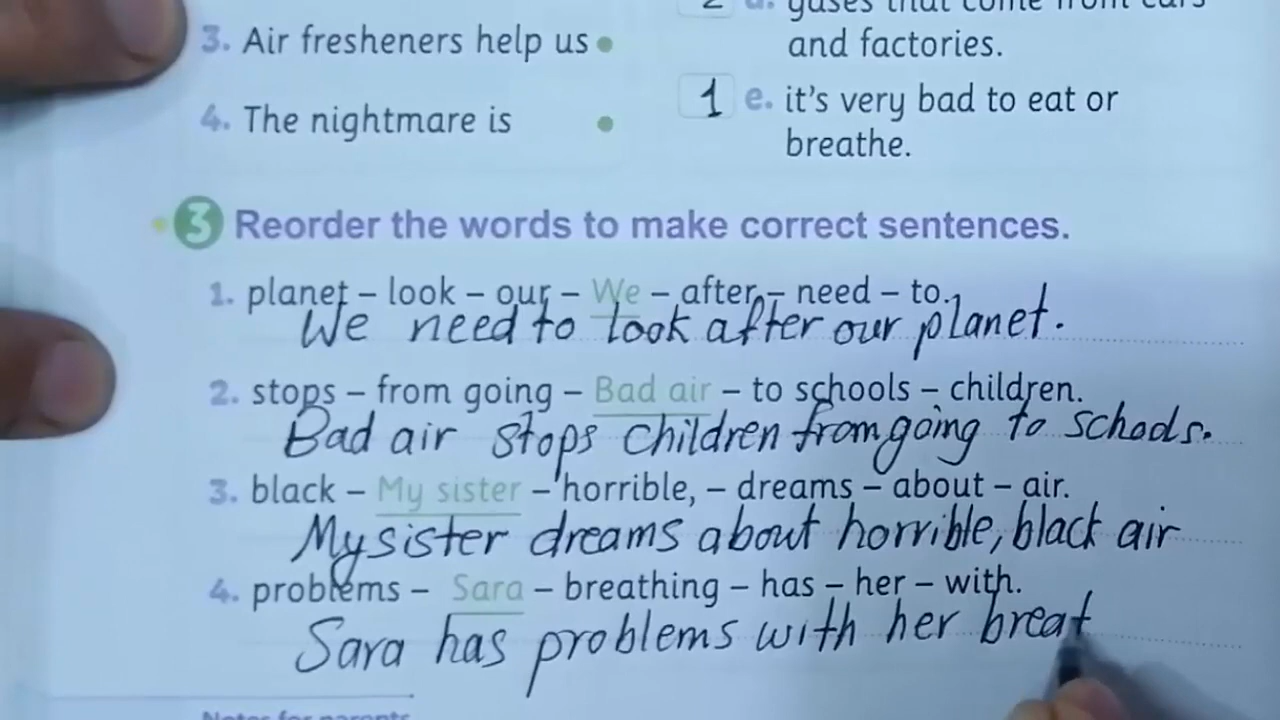 2 d. gases that come from cars
3. Air fresheners help us
and factories.
1 e. it's very bad to eat or
4. The nightmare is
breathe.
3 Reorder the words to make correct sentences.
1. planet – look – our – We – after – need – to.
We need to look after our planet.
2. stops – from going – Bad air – to schools – children.
Bad air stops children from going to schools.
3. black – My sister – horrible, – dreams – about – air.
My sister dreams about horrible, black air
4. problems – Sara – breathing – has – her – with.
Sara has problems with her breat
Notes for parents